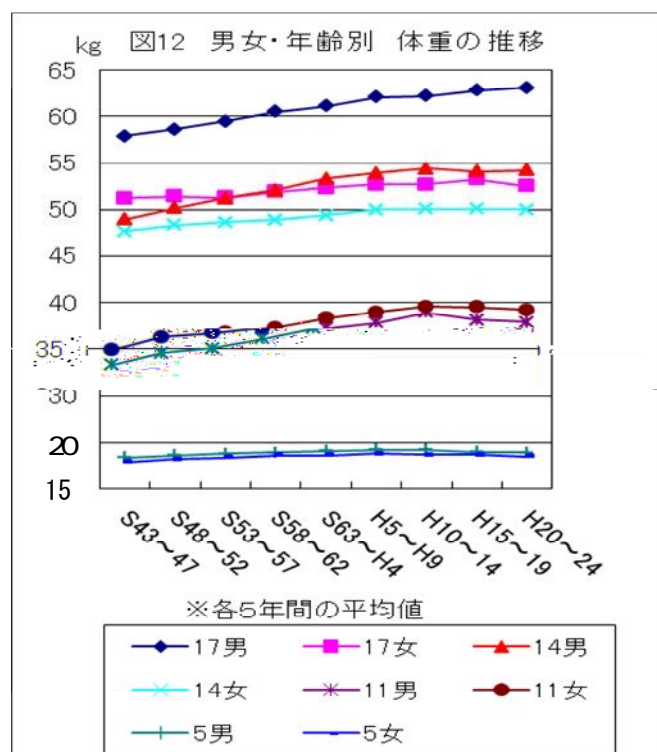 kg 図12 男女・年齢別 体重の推移
65
60
55
50
45
40
35
30
20
15
S43～47
S48～52
S53～57
S58～62
S63～H4
H5～H9
H10～14
H15～19
H20～24
※各5年間の平均値
17男 17女 14男
14女 11男 11女
5男 5女